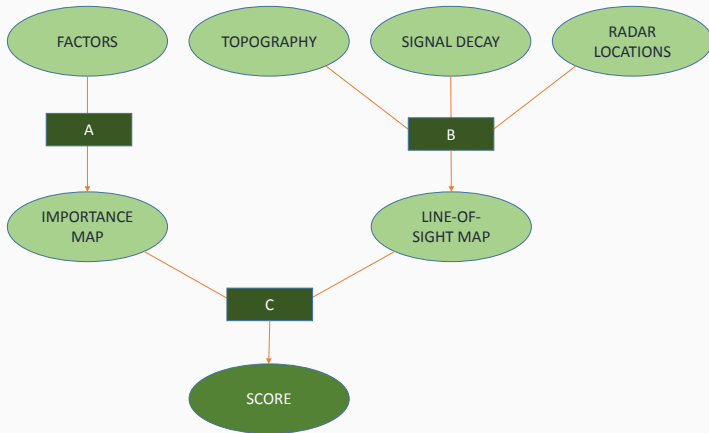 FACTORS
TOPOGRAPHY
SIGNAL DECAY
RADAR
LOCATIONS
A
B
IMPORTANCE
MAP
LINE-OF-
SIGHT MAP
C
SCORE